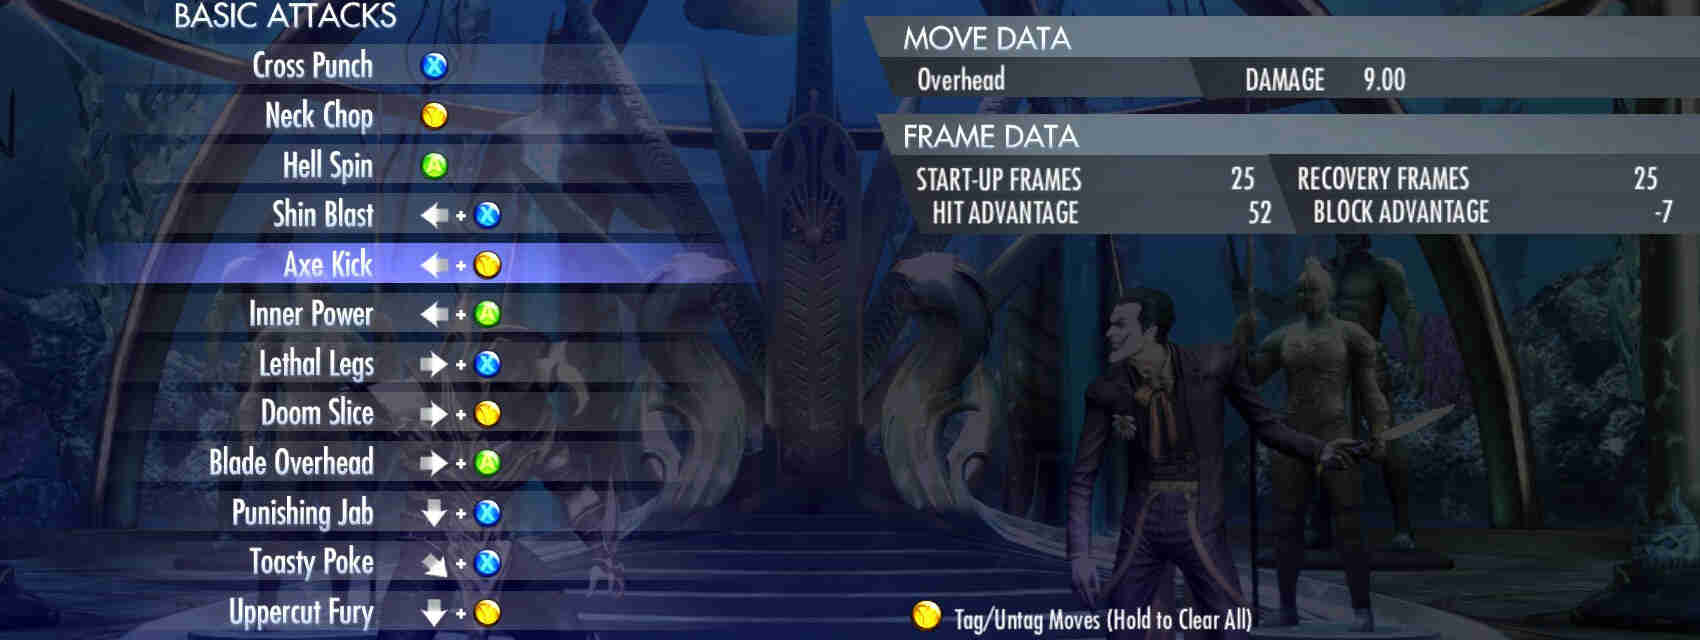 BASIC ATTACKS
Cross Punch X
Neck Chop Y
Hell Spin A
Shin Blast + X
Axe Kick + Y
Inner Power + A
Lethal Legs + X
Doom Slice + Y
Blade Overhead + A
Punishing Jab + X
Toasty Poke + X
Uppercut Fury + Y
MOVE DATA
Overhead DAMAGE 9.00
FRAME DATA
START-UP FRAMES 25 RECOVERY FRAMES 25
HIT ADVANTAGE 52 BLOCK ADVANTAGE -7
Y Tag/Untag Moves (Hold to Clear All)